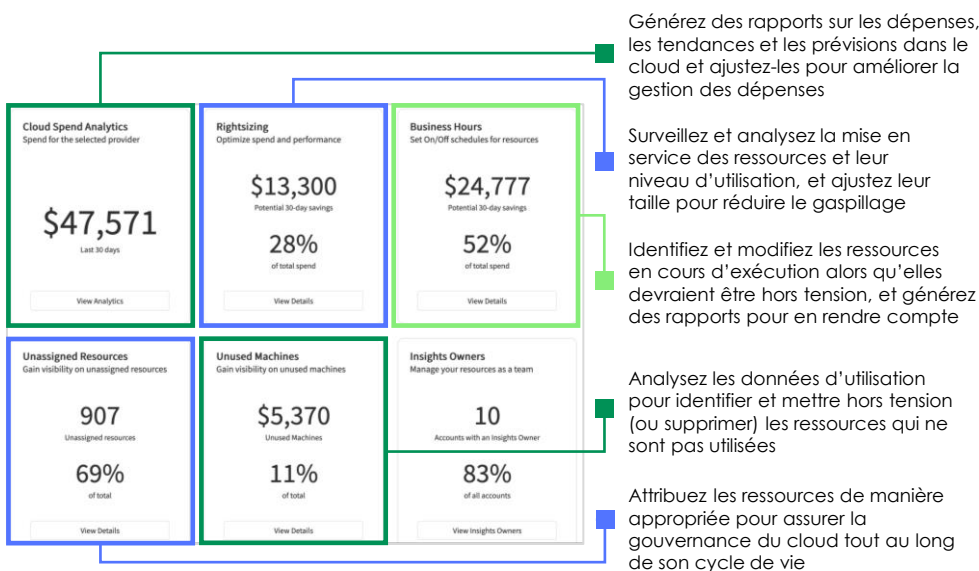 Générez des rapports sur les dépenses,
les tendances et les prévisions dans le
cloud et ajustez-les pour améliorer la
gestion des dépenses
Cloud Spend Analytics
Spend for the selected provider
$47,571
Last 30 days
View Analytics
Rightsizing
Optimize spend and performance
$13,300
Potential 30-day savings
28%
of total spend
View Details
Business Hours
Set On/Off schedules for resources
$24,777
Potential 30-day savings
52%
of total spend
View Details
Surveillez et analysez la mise en
service des ressources et leur
niveau d’utilisation, et ajustez leur
taille pour réduire le gaspillage
Identifiez et modifiez les ressources
en cours d’exécution alors qu’elles
devraient être hors tension, et générez
des rapports pour en rendre compte
Unassigned Resources
Gain visibility on unassigned resources
907
Unassigned resources
69%
of total
View Details
Unused Machines
Gain visibility on unused machines
$5,370
Unused Machines
11%
of total
View Details
Insights Owners
Manage your resources as a team
10
Accounts with an Insights Owner
83%
of all accounts
View Insights Owners
Analysez les données d’utilisation
pour identifier et mettre hors tension
(ou supprimer) les ressources qui ne
sont pas utilisées
Attribuez les ressources de manière
appropriée pour assurer la
gouvernance du cloud tout au long
de son cycle de vie